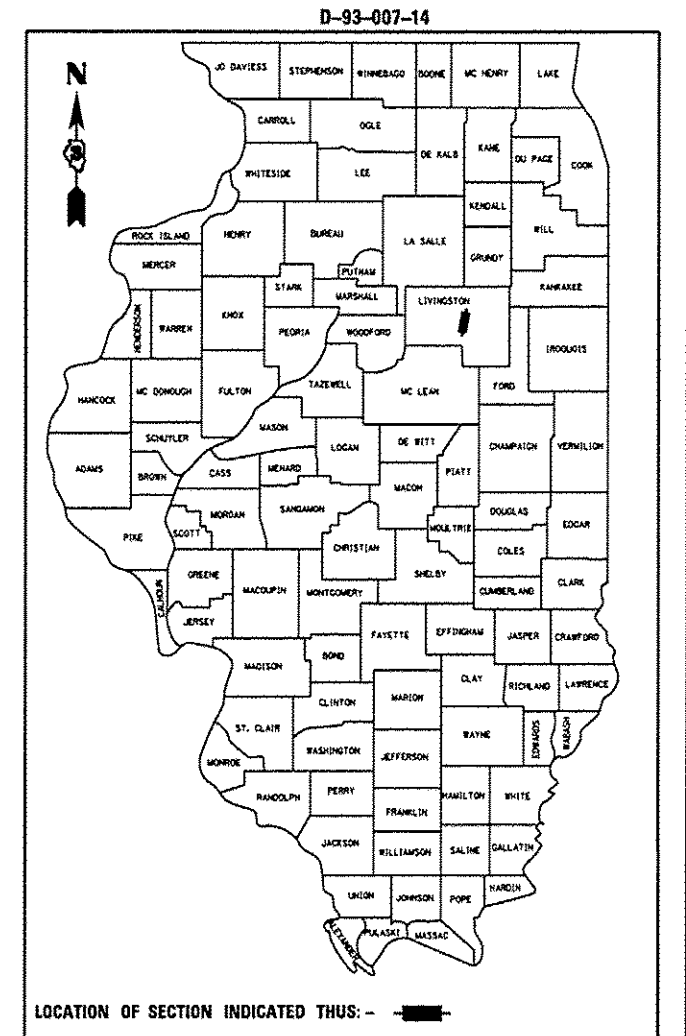 D-93-007-14
N
JO DAVIESS STEPHENSON WINNEBAGO BOONE MC HENRY LAKE
CARROLL OGLE
DE KALB KANE DU PAGE COOK
WHITESIDE LEE
KENDALL WILL
ROCK ISLAND HENRY BUREAU LA SALLE GRUNDY
MERCER PUTNAM
STARK MARSHALL LIVINGSTON KANKAKEE
HENDERSON WARREN KNOX PEORIA WOODFORD IROQUOIS
HANCOCK MC DONOUGH FULTON TAZEWELL MC LEAN FORD
MASON
SCHUYLER LOGAN DE WITT CHAMPAIGN VERMILION
ADAMS BROWN CASS MENARD MACON PIATT
MORGAN SANGAMON DOUGLAS
PIKE SCOTT CHRISTIAN MOULTRIE COLES EDGAR
GREENE MACOUPIN MONTGOMERY SHELBY CUMBERLAND CLARK
CALHOUN JERSEY FAYETTE EFFINGHAM JASPER CRAWFORD
MADISON BOND
CLAY RICHLAND LAWRENCE
CLINTON MARION
ST. CLAIR WAYNE EDWARDS WABASH
WASHINGTON JEFFERSON
MONROE
RANDOLPH PERRY HAMILTON WHITE
FRANKLIN
JACKSON WILLIAMSON SALINE GALLATIN
UNION JOHNSON POPE HARDIN
ALEXANDER PULASKI MASSAC
LOCATION OF SECTION INDICATED THUS: -